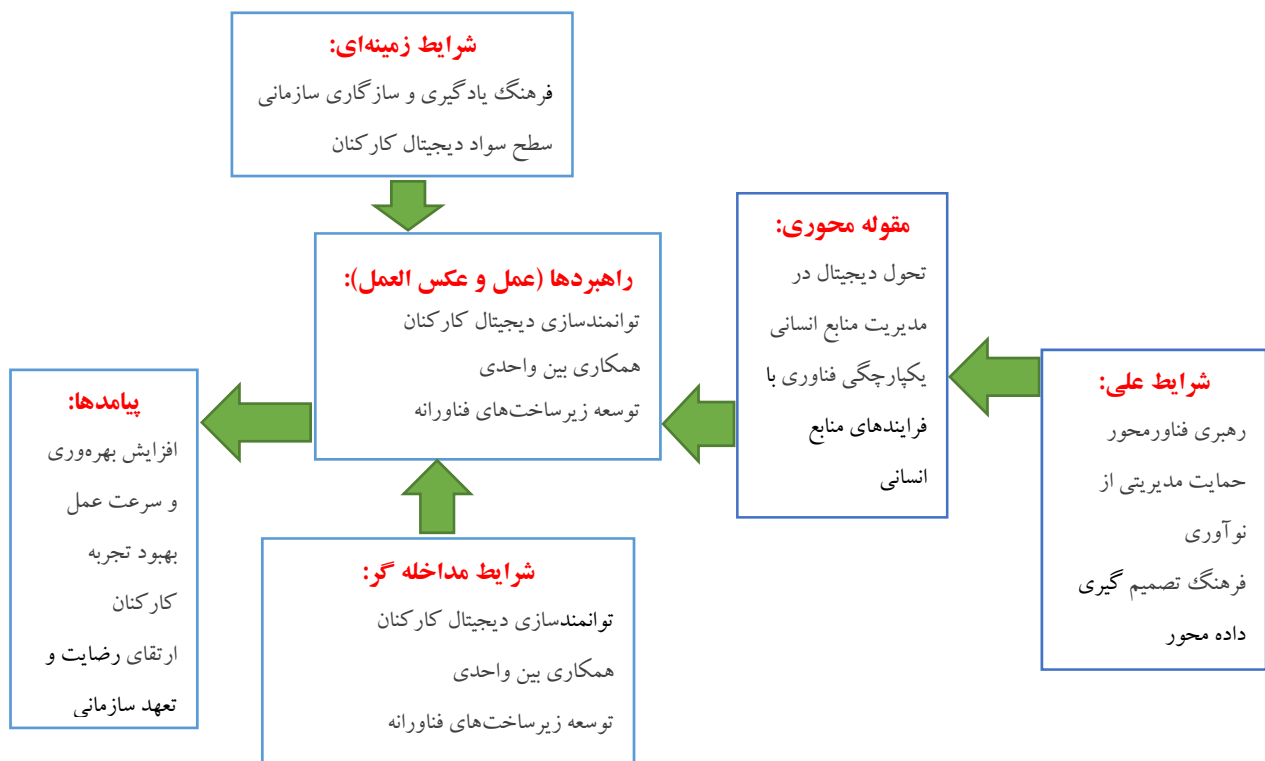 شرایط زمینه‌ای:
فرهنگ یادگیری و سازگاری سازمانی
سطح سواد دیجیتال کارکنان
مقوله محوری:
تحول دیجیتال در
مدیریت منابع انسانی
یکپارچگی فناوری با
فرایندهای منابع
انسانی
راهبردها (عمل و عکس العمل):
توانمندسازی دیجیتال کارکنان
همکاری بین واحدی
توسعه زیرساخت‌های فناورانه
شرایط علی:
رهبری فناورمحور
حمایت مدیریتی از
نوآوری
فرهنگ تصمیم گیری
داده محور
پیامدها:
افزایش بهره‌وری
و سرعت عمل
بهبود تجربه
کارکنان
ارتقای رضایت و
تعهد سازمانی
شرایط مداخله گر:
توانمندسازی دیجیتال کارکنان
همکاری بین واحدی
توسعه زیرساخت‌های فناورانه